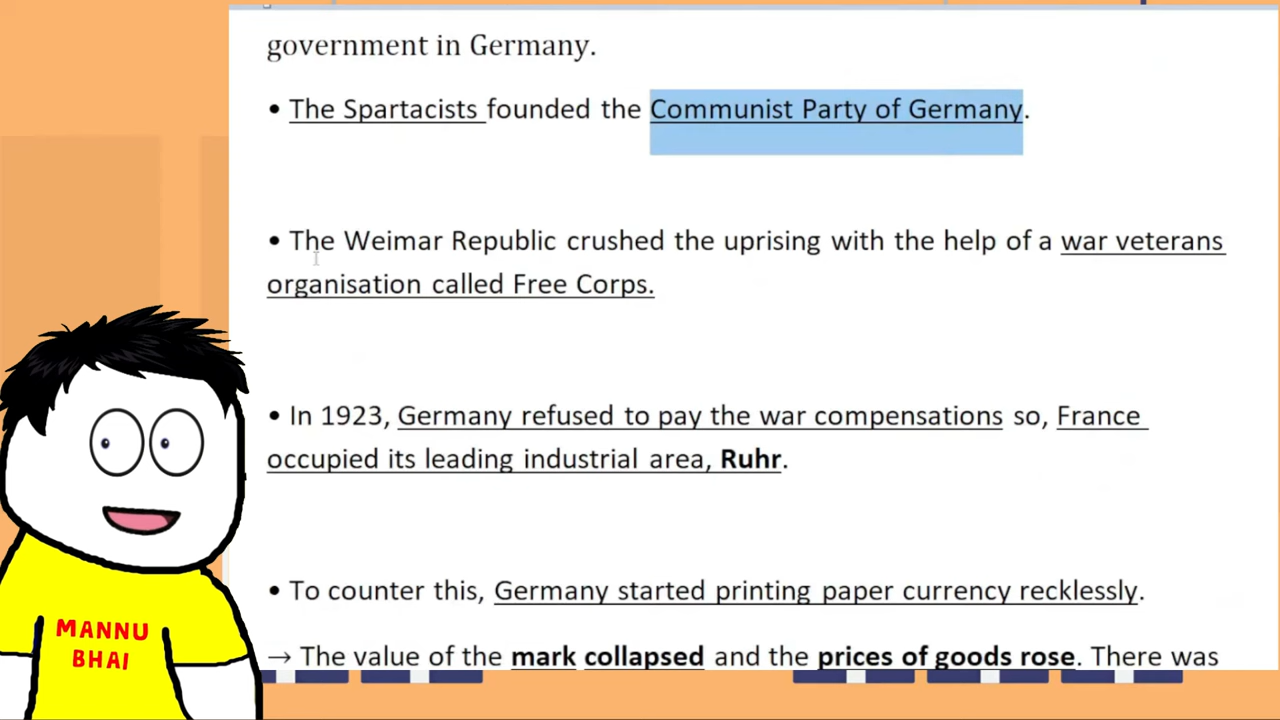 government in Germany.
• The Spartacists founded the Communist Party of Germany.
• The Weimar Republic crushed the uprising with the help of a war veterans
organisation called Free Corps.
• In 1923, Germany refused to pay the war compensations so, France
occupied its leading industrial area, Ruhr.
• To counter this, Germany started printing paper currency recklessly.
→ The value of the mark collapsed and the prices of goods rose. There was
MANNU
BHAI